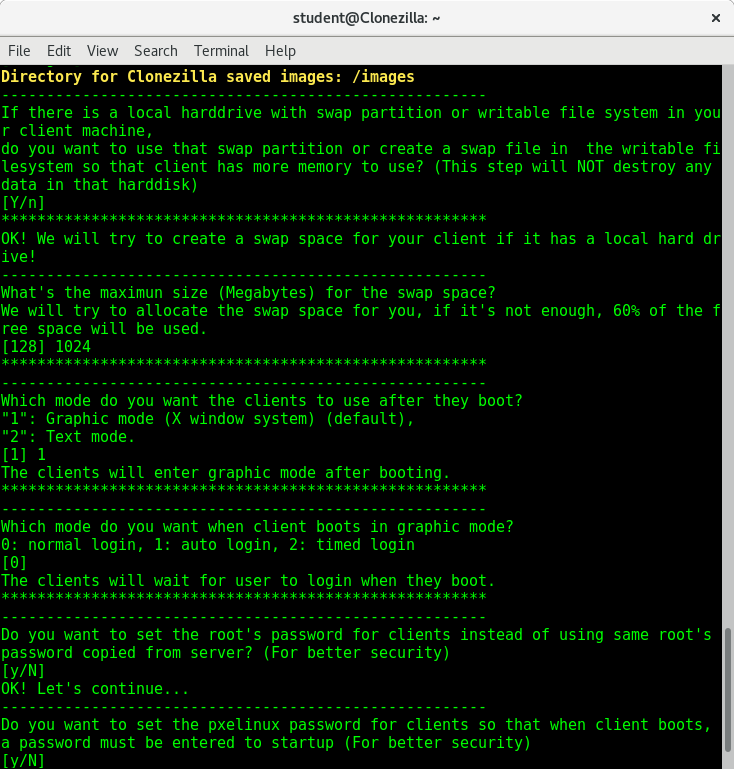 student@Clonezilla: ~
File Edit View Search Terminal Help
Directory for Clonezilla saved images: /images
------------------------------------------------------
If there is a local harddrive with swap partition or writable file system in you
r client machine,
do you want to use that swap partition or create a swap file in  the writable fi
lesystem so that client has more memory to use? (This step will NOT destroy any
data in that harddisk)
[Y/n]
******************************************************
OK! We will try to create a swap space for your client if it has a local hard dr
ive!
------------------------------------------------------
What's the maximun size (Megabytes) for the swap space?
We will try to allocate the swap space for you, if it's not enough, 60% of the f
ree space will be used.
[128] 1024
******************************************************
------------------------------------------------------
Which mode do you want the clients to use after they boot?
"1": Graphic mode (X window system) (default),
"2": Text mode.
[1] 1
The clients will enter graphic mode after booting.
******************************************************
------------------------------------------------------
Which mode do you want when client boots in graphic mode?
0: normal login, 1: auto login, 2: timed login
[0]
The clients will wait for user to login when they boot.
******************************************************
------------------------------------------------------
Do you want to set the root's password for clients instead of using same root's
password copied from server? (For better security)
[y/N]
OK! Let's continue...
------------------------------------------------------
Do you want to set the pxelinux password for clients so that when client boots,
a password must be entered to startup (For better security)
[y/N]